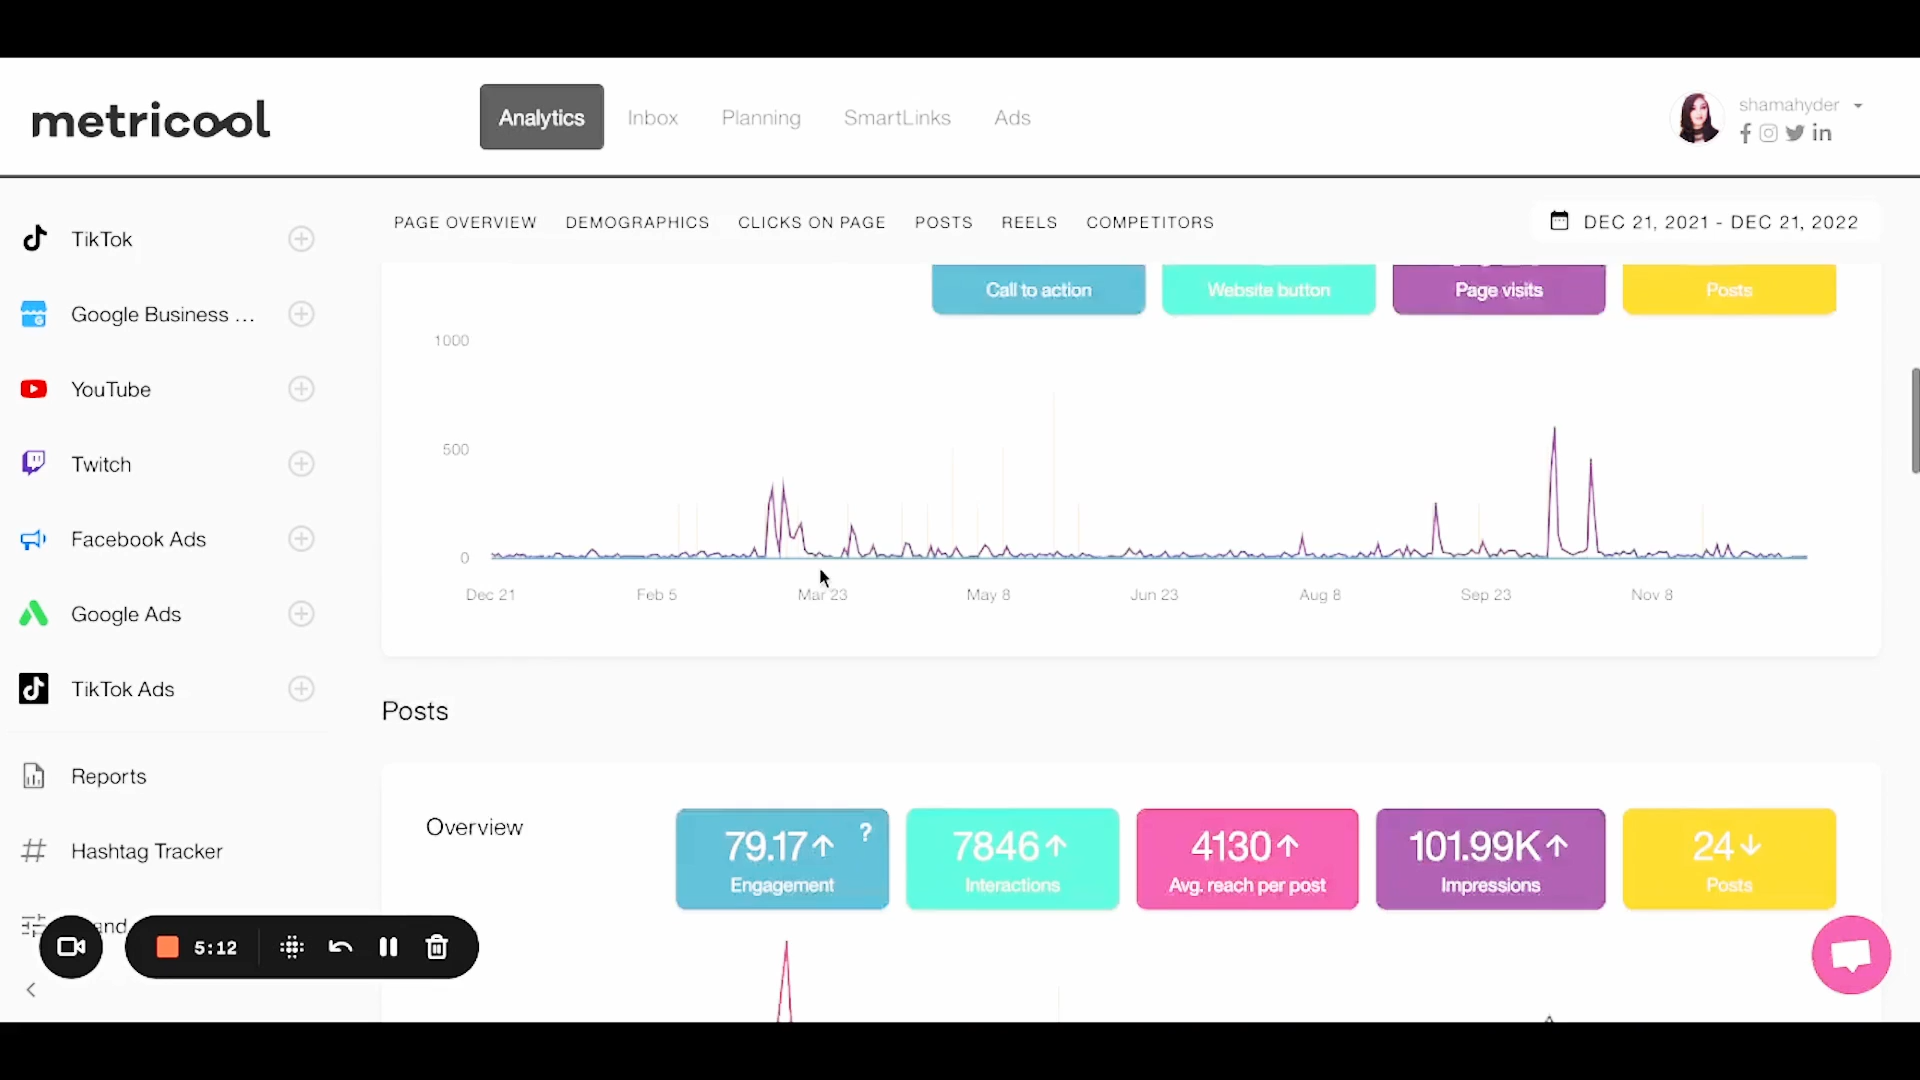 metricool
Analytics
Inbox
Planning
SmartLinks
Ads
shamahyder
PAGE OVERVIEW
DEMOGRAPHICS
CLICKS ON PAGE
POSTS
REELS
COMPETITORS
DEC 21, 2021 - DEC 21, 2022
TikTok
Google Business ...
YouTube
Twitch
Facebook Ads
Google Ads
TikTok Ads
Reports
Hashtag Tracker
Call to action
Website button
Page visits
Posts
1000
500
0
Dec 21
Feb 5
Mar 23
May 8
Jun 23
Aug 8
Sep 23
Nov 8
Posts
Overview
79.17↑ ?
Engagement
7846↑
Interactions
4130↑
Avg. reach per post
101.99K↑
Impressions
24↓
Posts
5:12